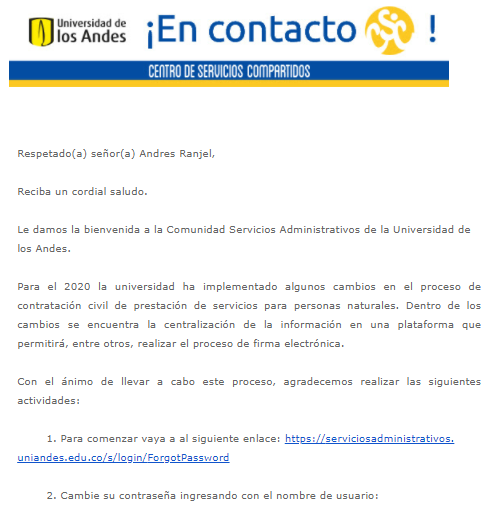 Universidad de
los Andes
¡En contacto !
CENTRO DE SERVICIOS COMPARTIDOS
Respetado(a) señor(a) Andres Ranjel,
Reciba un cordial saludo.
Le damos la bienvenida a la Comunidad Servicios Administrativos de la Universidad de
los Andes.
Para el 2020 la universidad ha implementado algunos cambios en el proceso de
contratación civil de prestación de servicios para personas naturales. Dentro de los
cambios se encuentra la centralización de la información en una plataforma que
permitirá, entre otros, realizar el proceso de firma electrónica.
Con el ánimo de llevar a cabo este proceso, agradecemos realizar las siguientes
actividades:
1. Para comenzar vaya a al siguiente enlace: https://serviciosadministrativos.
uniandes.edu.co/s/login/ForgotPassword
2. Cambie su contraseña ingresando con el nombre de usuario: